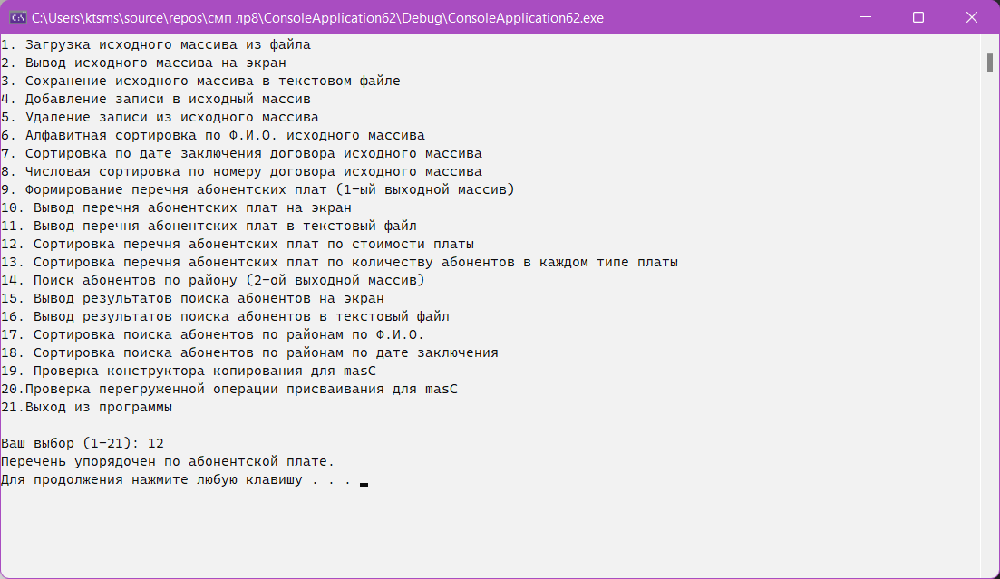 C:\Users\ktsms\source\repos\смп лр8\ConsoleApplication62\Debug\ConsoleApplication62.exe
1. Загрузка исходного массива из файла
2. Вывод исходного массива на экран
3. Сохранение исходного массива в текстовом файле
4. Добавление записи в исходный массив
5. Удаление записи из исходного массива
6. Алфавитная сортировка по Ф.И.О. исходного массива
7. Сортировка по дате заключения договора исходного массива
8. Числовая сортировка по номеру договора исходного массива
9. Формирование перечня абонентских плат (1-ый выходной массив)
10. Вывод перечня абонентских плат на экран
11. Вывод перечня абонентских плат в текстовый файл
12. Сортировка перечня абонентских плат по стоимости платы
13. Сортировка перечня абонентских плат по количеству абонентов в каждом типе платы
14. Поиск абонентов по району (2-ой выходной массив)
15. Вывод результатов поиска абонентов на экран
16. Вывод результатов поиска абонентов в текстовый файл
17. Сортировка поиска абонентов по районам по Ф.И.О.
18. Сортировка поиска абонентов по районам по дате заключения
19. Проверка конструктора копирования для masC
20.Проверка перегруженной операции присваивания для masC
21.Выход из программы
Ваш выбор (1-21): 12
Перечень упорядочен по абонентской плате.
Для продолжения нажмите любую клавишу . . .